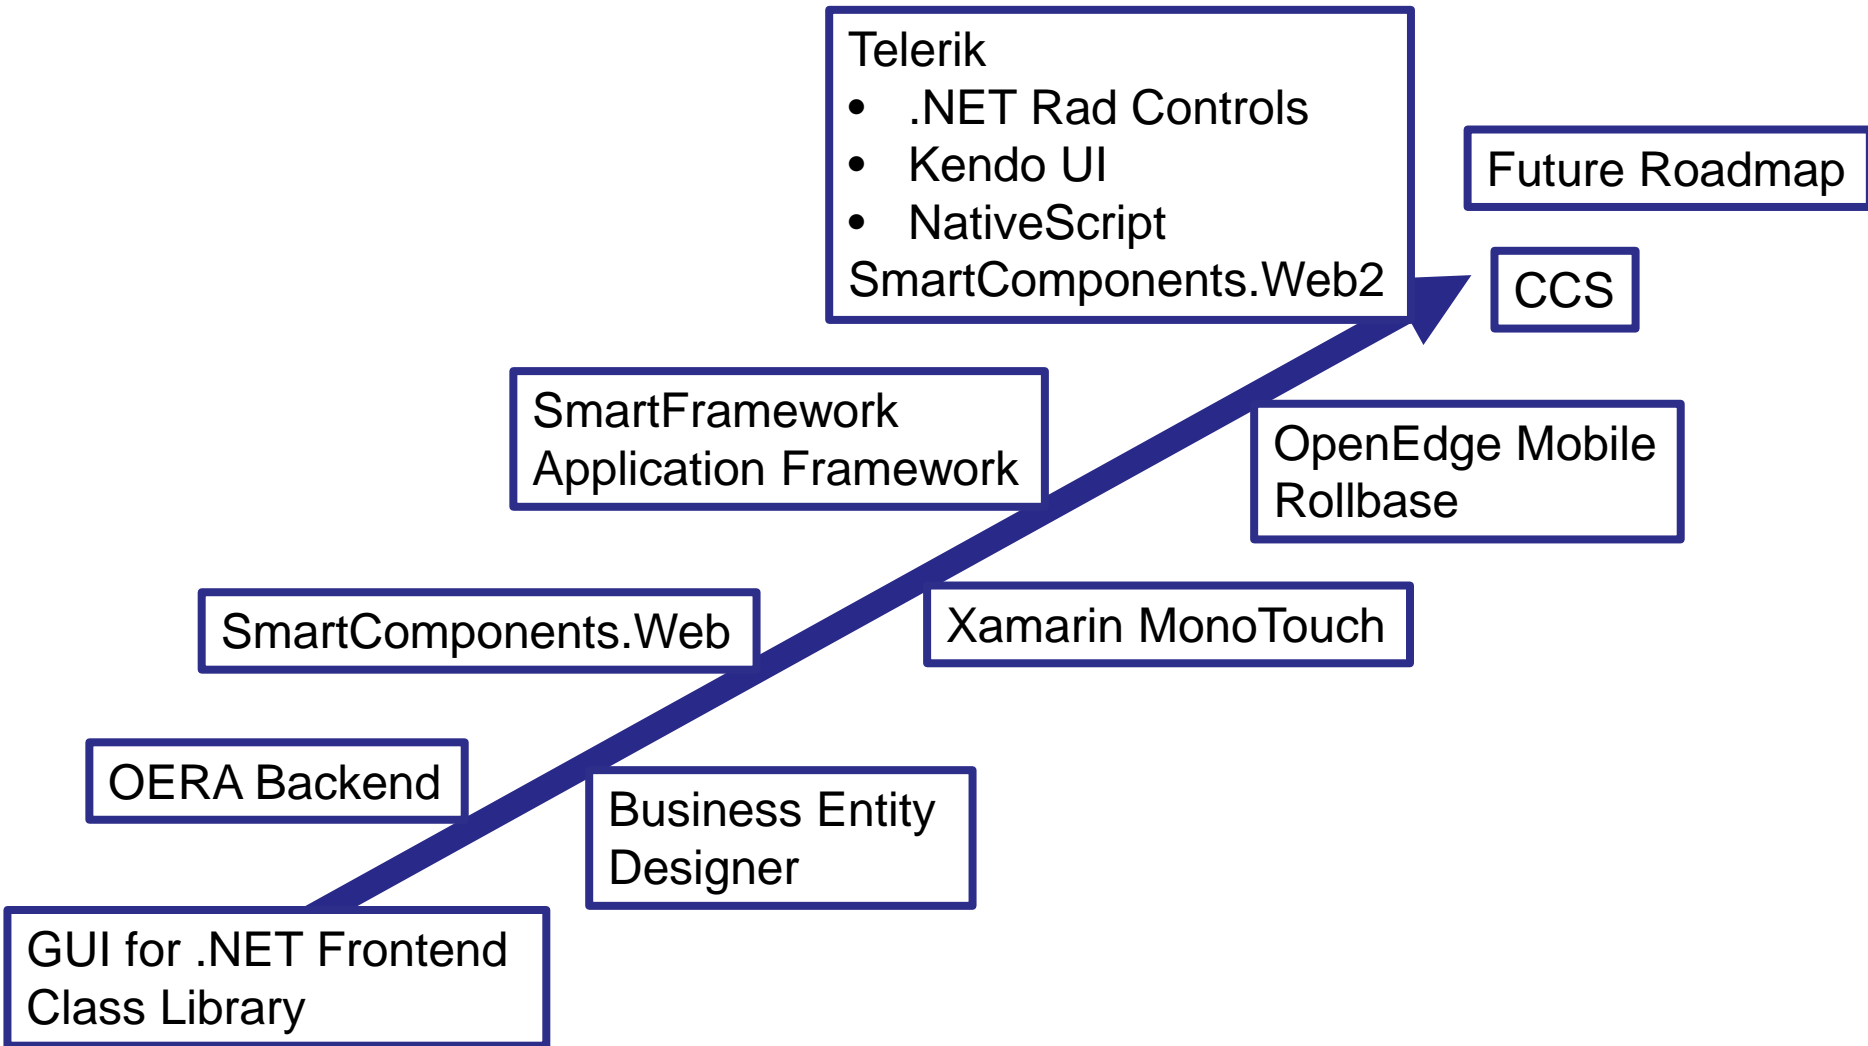 Telerik
• .NET Rad Controls
• Kendo UI
• NativeScript
SmartComponents.Web2
Future Roadmap
CCS
SmartFramework
Application Framework
OpenEdge Mobile
Rollbase
SmartComponents.Web
Xamarin MonoTouch
OERA Backend
Business Entity
Designer
GUI for .NET Frontend
Class Library